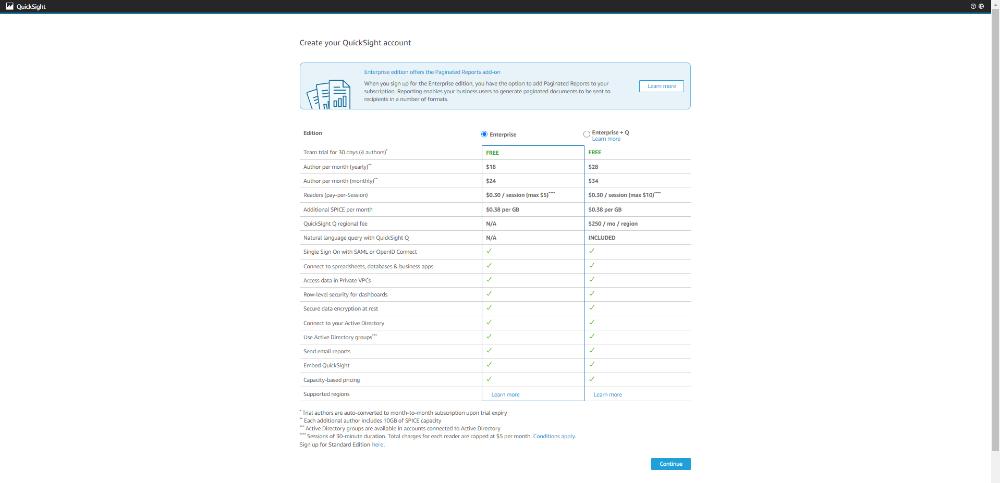 QuickSight
Create your QuickSight account
Enterprise edition offers the Paginated Reports add-on
When you sign up for the Enterprise edition, you have the option to add Paginated Reports to your
subscription. Reporting enables your business users to generate paginated documents to be sent to
recipients in a number of formats.
Learn more
Edition Enterprise Enterprise + Q
Learn more
Team trial for 30 days (4 authors)* FREE FREE
Author per month (yearly)** $18 $28
Author per month (monthly)** $24 $34
Readers (pay-per-Session) $0.30 / session (max $5)**** $0.30 / session (max $10)****
Additional SPICE per month $0.38 per GB $0.38 per GB
QuickSight Q regional fee N/A $250 / mo / region
Natural language query with QuickSight Q N/A INCLUDED
Single Sign On with SAML or OpenID Connect ✓ ✓
Connect to spreadsheets, databases & business apps ✓ ✓
Access data in Private VPCs ✓ ✓
Row-level security for dashboards ✓ ✓
Secure data encryption at rest ✓ ✓
Connect to your Active Directory ✓ ✓
Use Active Directory groups*** ✓ ✓
Send email reports ✓ ✓
Embed QuickSight ✓ ✓
Capacity-based pricing ✓ ✓
Supported regions Learn more Learn more
* Trial authors are auto-converted to month-to-month subscription upon trial expiry
** Each additional author includes 10GB of SPICE capacity
*** Active Directory groups are available in accounts connected to Active Directory
**** Sessions of 30-minute duration. Total charges for each reader are capped at $5 per month. Conditions apply.
Sign up for Standard Edition here.
Continue